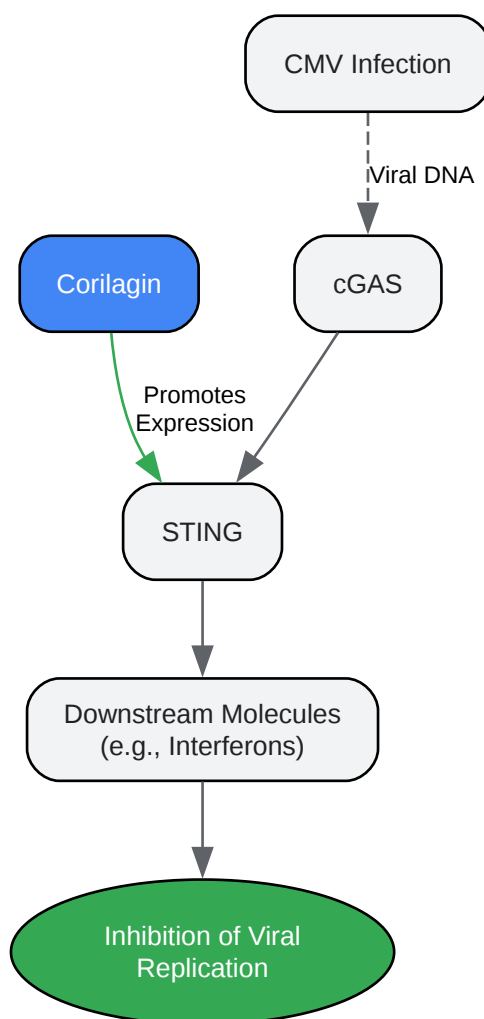 CMV Infection
Viral DNA
Corilagin
cGAS
Promotes
Expression
STING
Downstream Molecules
(e.g., Interferons)
Inhibition of Viral
Replication